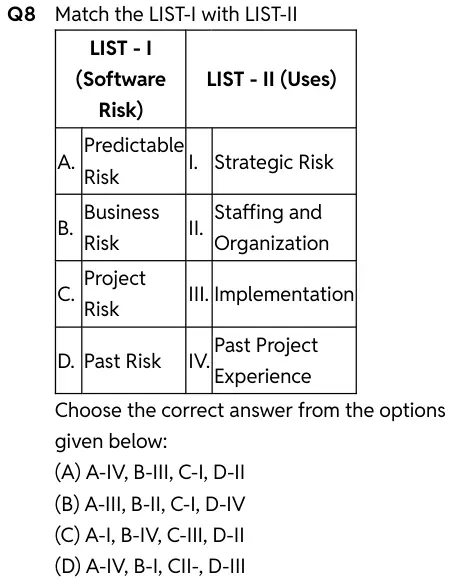 Q8 Match the LIST-I with LIST-II
LIST - I
(Software
Risk)
LIST - II (Uses)
A. Predictable
Risk
I. Strategic Risk
B. Business
Risk
II. Staffing and
Organization
C. Project
Risk
III. Implementation
D. Past Risk
IV. Past Project
Experience
Choose the correct answer from the options
given below:
(A) A-IV, B-III, C-I, D-II
(B) A-III, B-II, C-I, D-IV
(C) A-I, B-IV, C-III, D-II
(D) A-IV, B-I, CII-, D-III